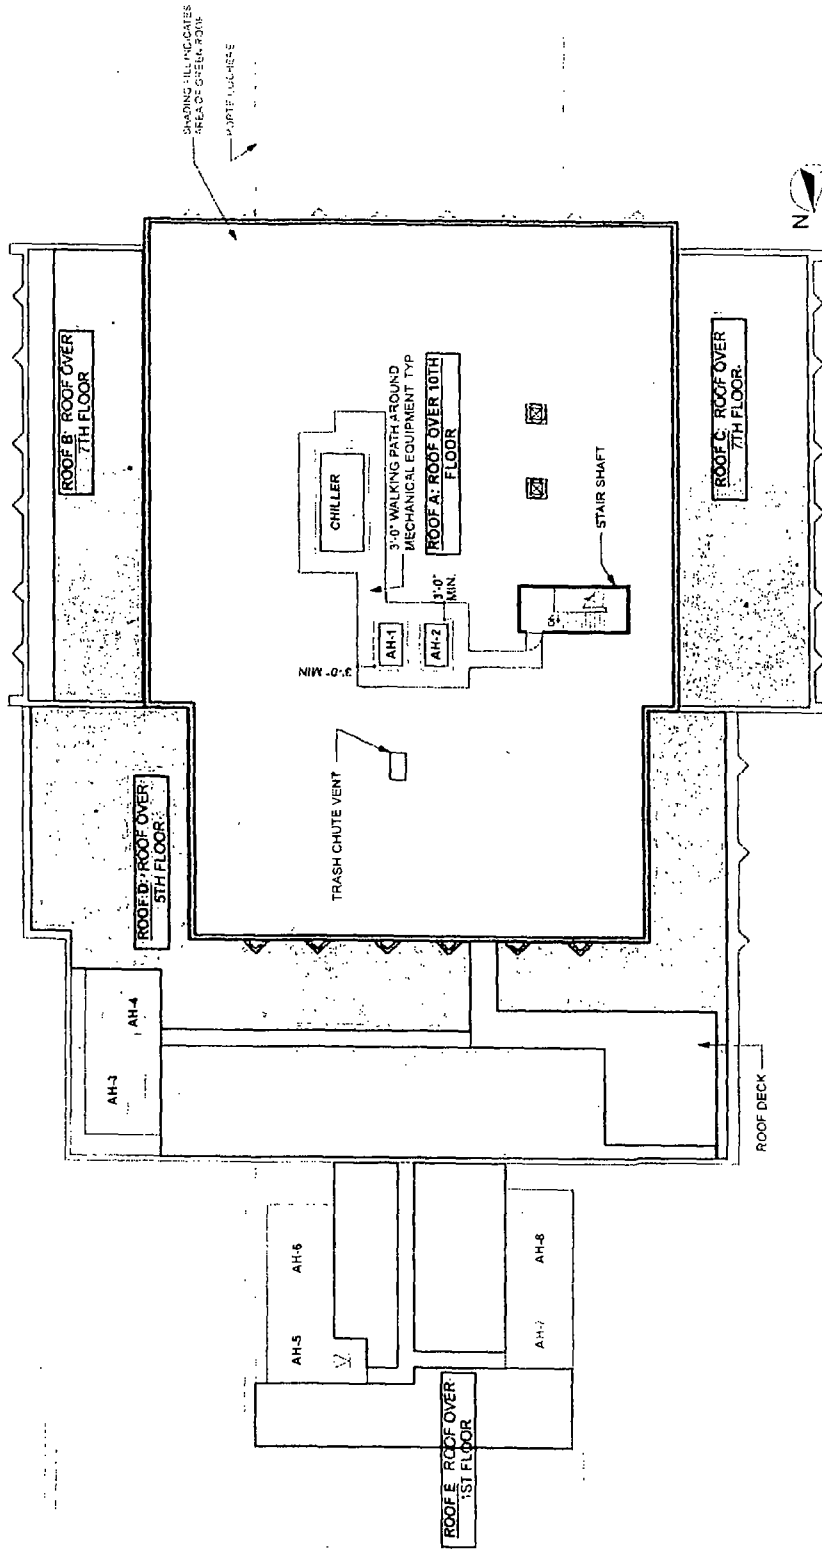 SHADING FILL INDICATES
AREA OF GREEN ROOF
PORTE COCHERE
N
ROOF B: ROOF OVER
7TH FLOOR
CHILLER
3'-0" WALKING PATH AROUND
MECHANICAL EQUIPMENT TYP
ROOF A: ROOF OVER 10TH
FLOOR
ROOF C: ROOF OVER
7TH FLOOR
STAIR SHAFT
3'-0"
MIN.
AH-1
AH-2
3'-0" MIN
TRASH CHUTE VENT
ROOF D: ROOF OVER
5TH FLOOR
AH-4
AH-3
ROOF DECK
AH-6
AH-5
AH-8
AH-7
ROOF E ROOF OVER
1ST FLOOR